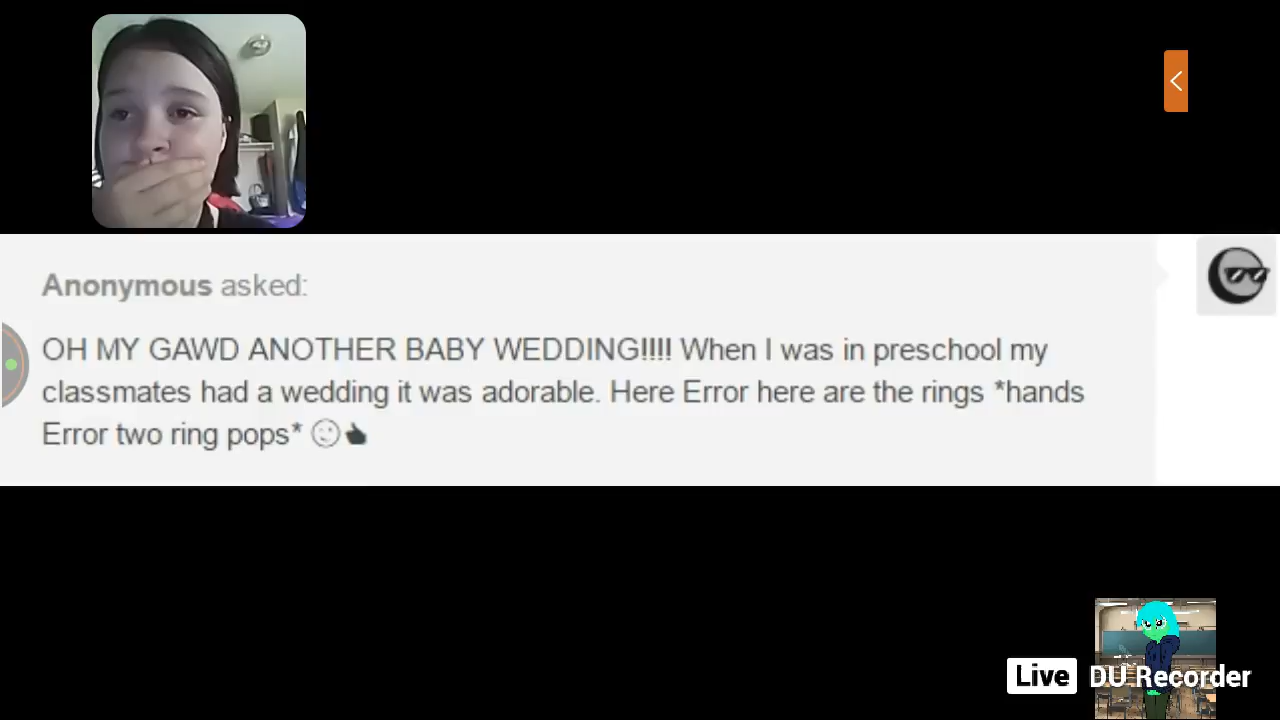 Anonymous asked:
OH MY GAWD ANOTHER BABY WEDDING!!!! When I was in preschool my
classmates had a wedding it was adorable. Here Error here are the rings *hands
Error two ring pops*
Live DU Recorder